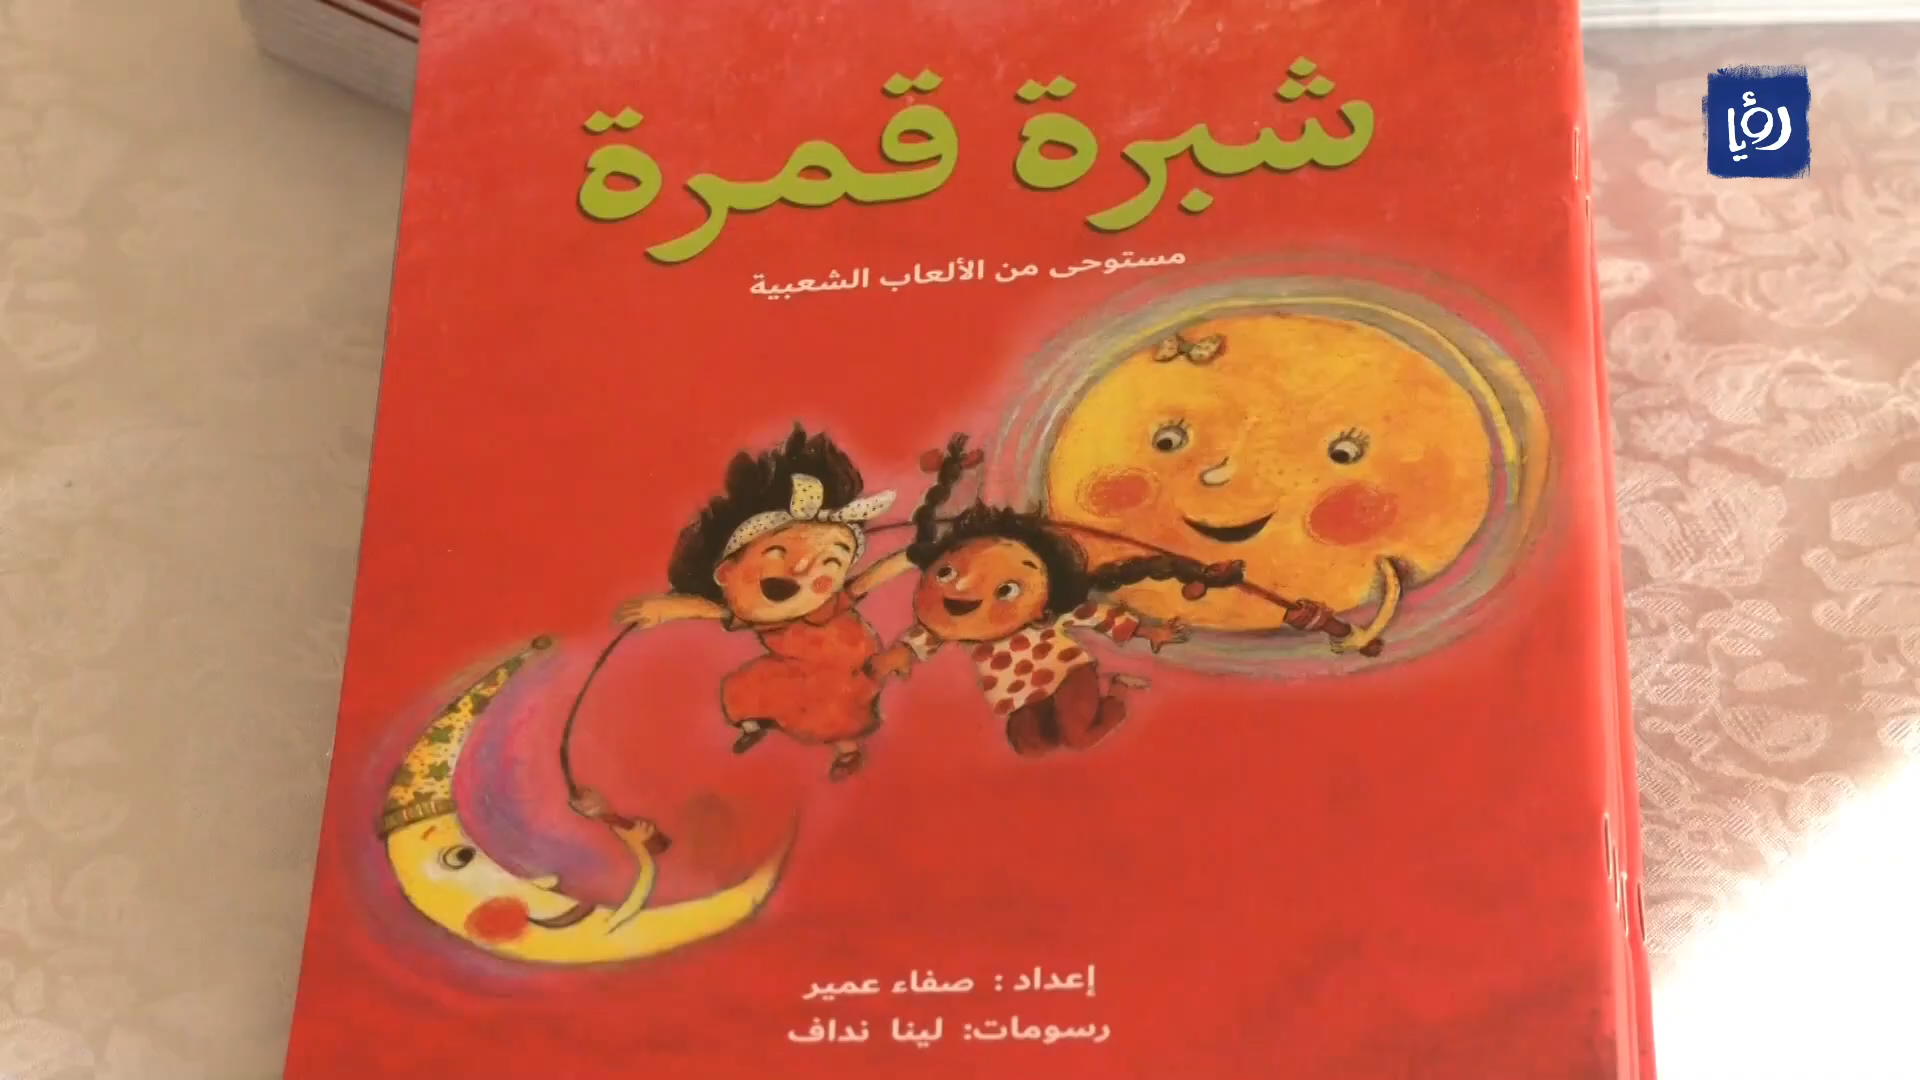 رؤيا
شبرة قمرة
مستوحى من الألعاب الشعبية
إعداد : صفاء عمير
رسومات: لينا نداف